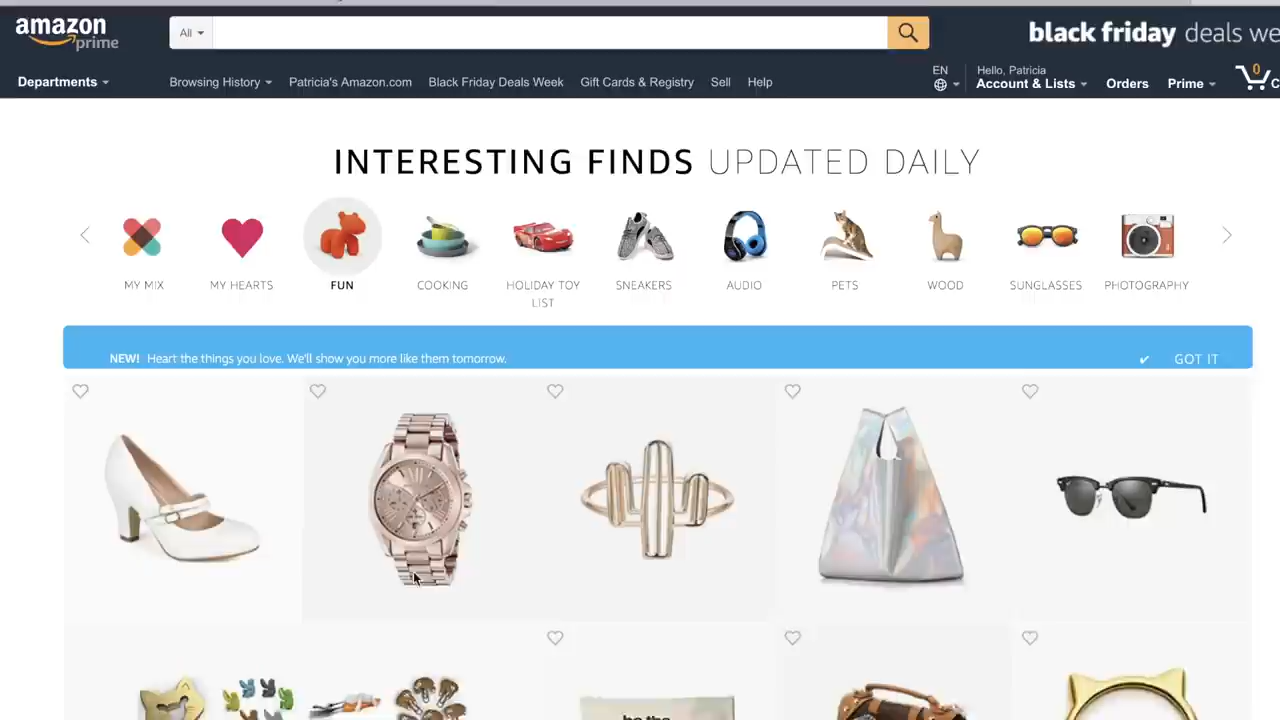 amazon
prime
All
black friday deals we
Departments
Browsing History
Patricia's Amazon.com
Black Friday Deals Week
Gift Cards & Registry
Sell
Help
EN
Hello, Patricia
Account & Lists
Orders
Prime
0
C
INTERESTING FINDS UPDATED DAILY
MY MIX
MY HEARTS
FUN
COOKING
HOLIDAY TOY
LIST
SNEAKERS
AUDIO
PETS
WOOD
SUNGLASSES
PHOTOGRAPHY
NEW! Heart the things you love. We'll show you more like them tomorrow.
✔ GOT IT
be the